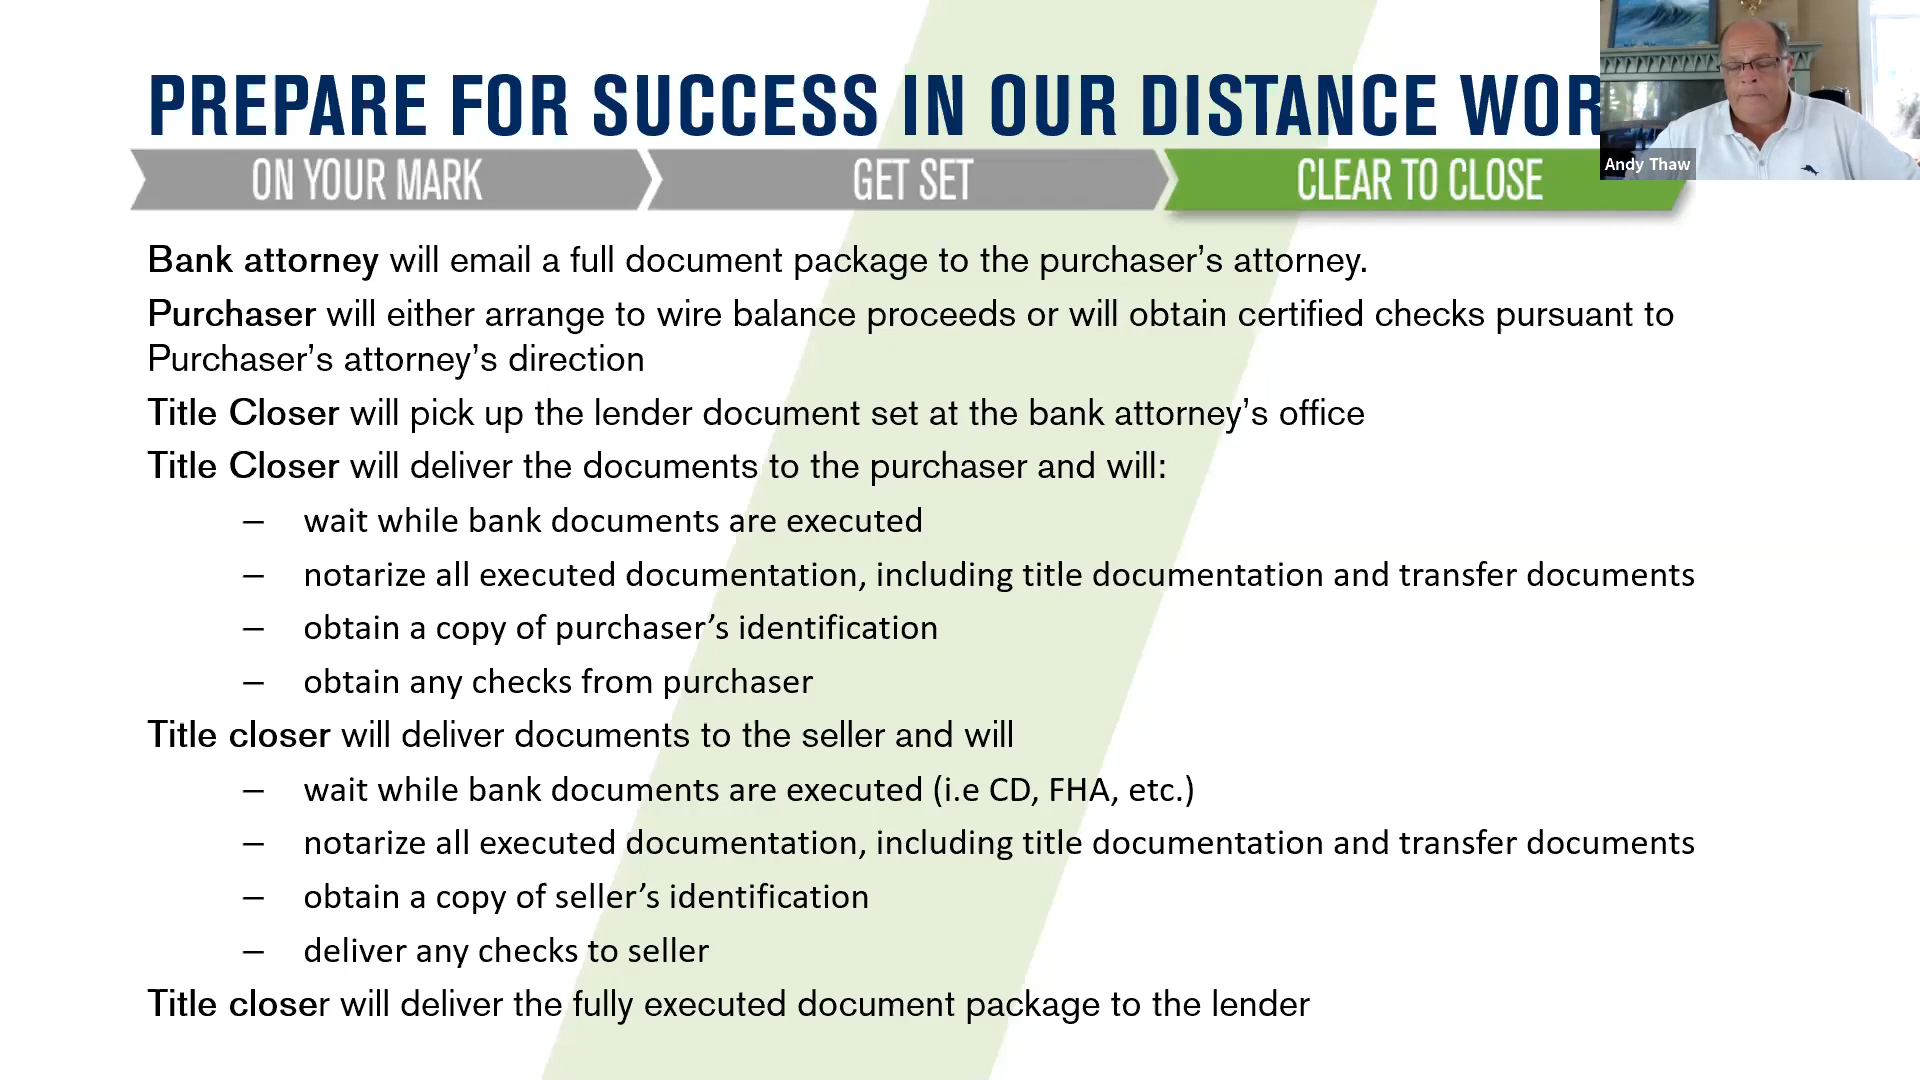 PREPARE FOR SUCCESS IN OUR DISTANCE WOR
Andy Thaw
ON YOUR MARK
GET SET
CLEAR TO CLOSE
Bank attorney will email a full document package to the purchaser’s attorney.
Purchaser will either arrange to wire balance proceeds or will obtain certified checks pursuant to
Purchaser’s attorney’s direction
Title Closer will pick up the lender document set at the bank attorney’s office
Title Closer will deliver the documents to the purchaser and will:
– wait while bank documents are executed
– notarize all executed documentation, including title documentation and transfer documents
– obtain a copy of purchaser’s identification
– obtain any checks from purchaser
Title closer will deliver documents to the seller and will
– wait while bank documents are executed (i.e CD, FHA, etc.)
– notarize all executed documentation, including title documentation and transfer documents
– obtain a copy of seller’s identification
– deliver any checks to seller
Title closer will deliver the fully executed document package to the lender